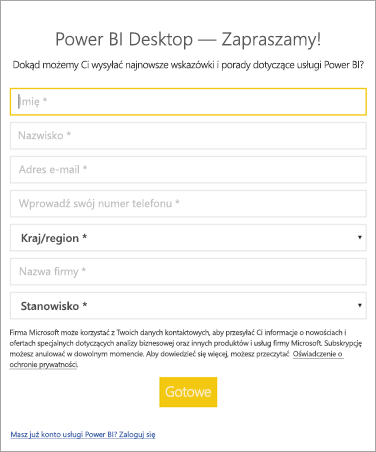 Power BI Desktop — Zapraszamy!
Dokąd możemy Ci wysyłać najnowsze wskazówki i porady dotyczące usługi Power BI?
Imię *
Nazwisko *
Adres e-mail *
Wprowadź swój numer telefonu *
Kraj/region *
Nazwa firmy *
Stanowisko *
Firma Microsoft może korzystać z Twoich danych kontaktowych, aby przesyłać Ci informacje o nowościach i
ofertach specjalnych dotyczących analizy biznesowej oraz innych produktów i usług firmy Microsoft. Subskrypcję
możesz anulować w dowolnym momencie. Aby dowiedzieć się więcej, możesz przeczytać Oświadczenie o
ochronie prywatności.
Gotowe
Masz już konto usługi Power BI? Zaloguj się